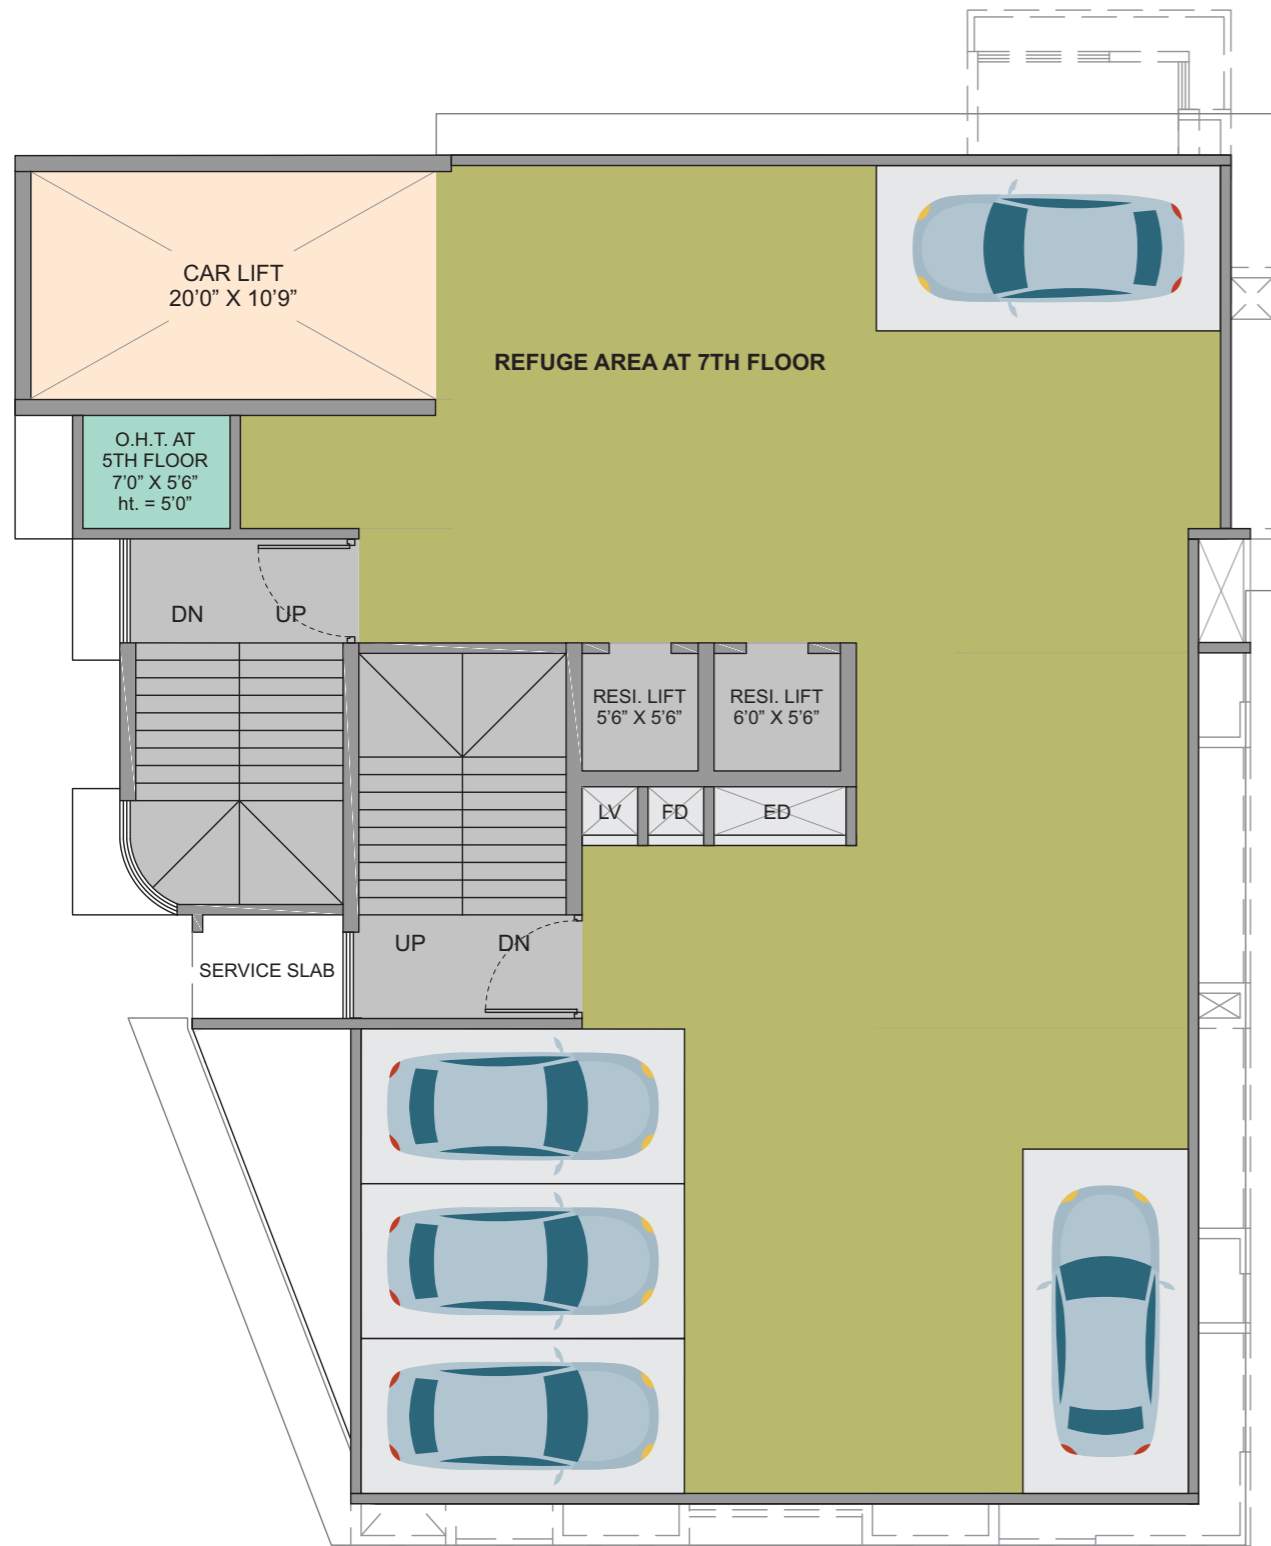 CAR LIFT
20’0” X 10’9”
REFUGE AREA AT 7TH FLOOR
O.H.T. AT
5TH FLOOR
7’0” X 5’6”
ht. = 5’0”
DN UP
RESI. LIFT
5’6” X 5’6”
RESI. LIFT
6’0” X 5’6”
LV FD ED
UP DN
SERVICE SLAB